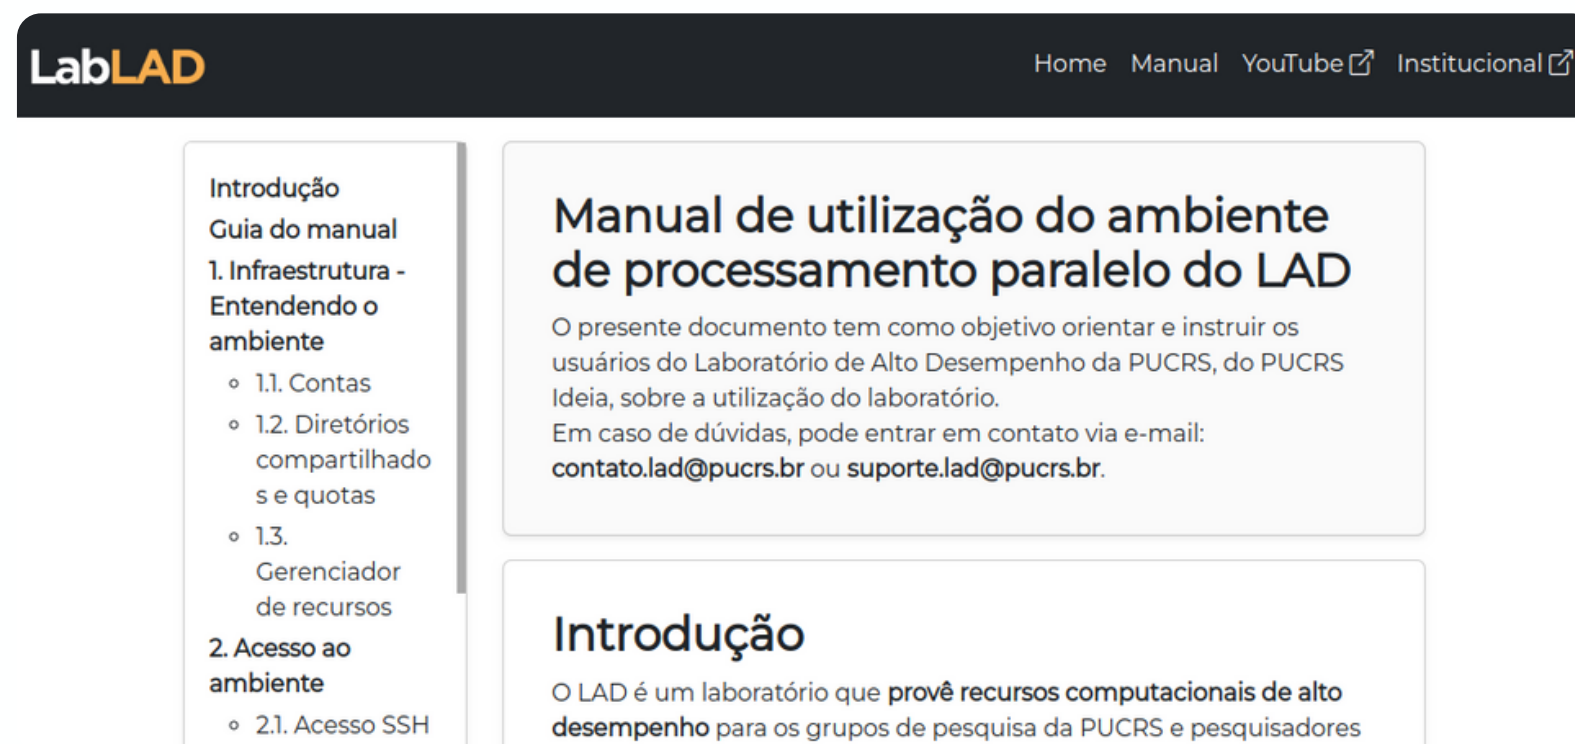 LabLAD
Home Manual YouTube Institucional
Introdução
Guia do manual
1. Infraestrutura -
Entendendo o
ambiente
1.1. Contas
1.2. Diretórios
compartilhado
s e quotas
1.3.
Gerenciador
de recursos
2. Acesso ao
ambiente
2.1. Acesso SSH
Manual de utilização do ambiente
de processamento paralelo do LAD
O presente documento tem como objetivo orientar e instruir os
usuários do Laboratório de Alto Desempenho da PUCRS, do PUCRS
Ideia, sobre a utilização do laboratório.
Em caso de dúvidas, pode entrar em contato via e-mail:
contato.lad@pucrs.br ou suporte.lad@pucrs.br.
Introdução
O LAD é um laboratório que provê recursos computacionais de alto
desempenho para os grupos de pesquisa da PUCRS e pesquisadores